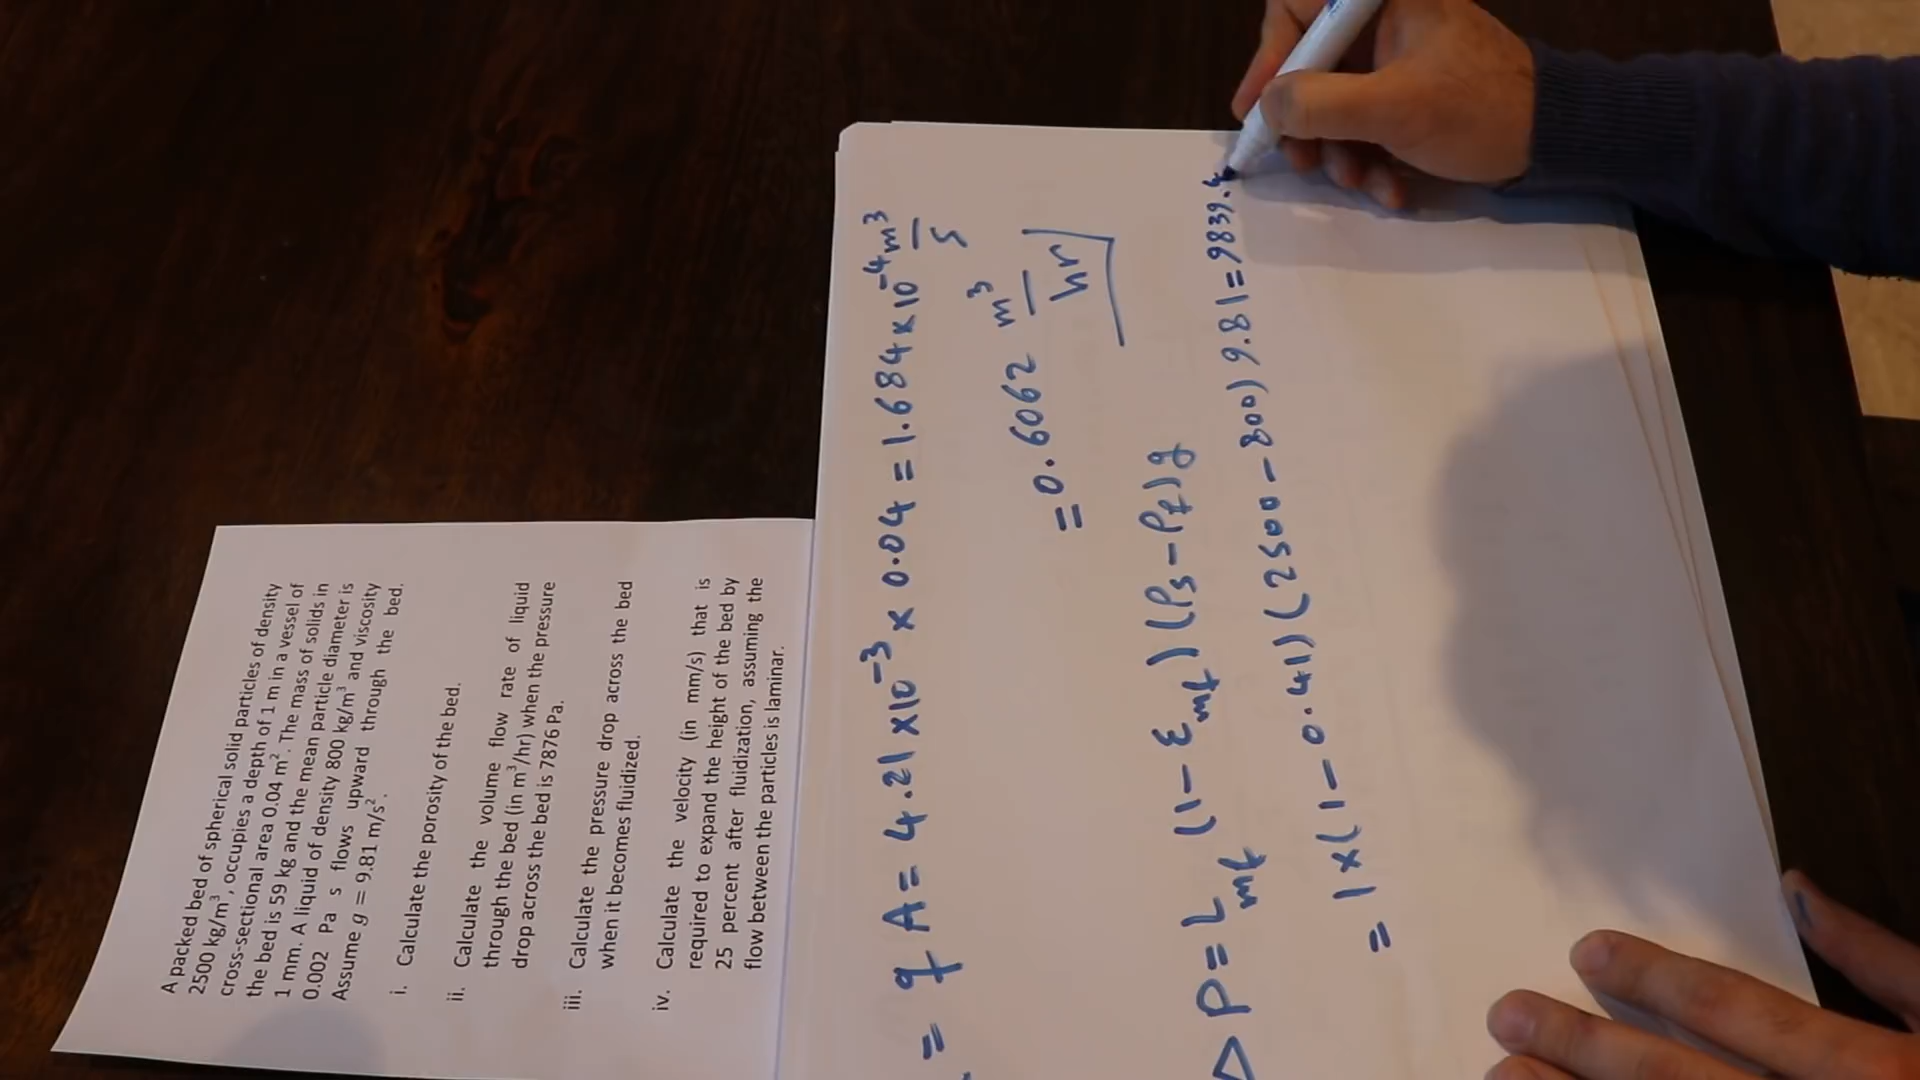 A packed bed of spherical solid particles of density
2500 kg/m³, occupies a depth of 1 m in a vessel of
cross-sectional area 0.04 m². The mass of solids in
the bed is 59 kg and the mean particle diameter is
1 mm. A liquid of density 800 kg/m³ and viscosity
0.002 Pa s flows upward through the bed.
Assume g = 9.81 m/s².
i. Calculate the porosity of the bed.
ii. Calculate the volume flow rate of liquid
through the bed (in m³/hr) when the pressure
drop across the bed is 7876 Pa.
iii. Calculate the pressure drop across the bed
when it becomes fluidized.
iv. Calculate the velocity (in mm/s) that is
required to expand the height of the bed by
25 percent after fluidization, assuming the
flow between the particles is laminar.
= q A = 4.21 x10⁻³ x 0.04 = 1.684 x 10⁻⁴ m³/s
= 0.6062 m³/hr
ΔP = Lmf (1 - εmf) (Ps - Pf) g
= 1 x (1 - 0.41) (2500 - 800) 9.81 = 9839.4